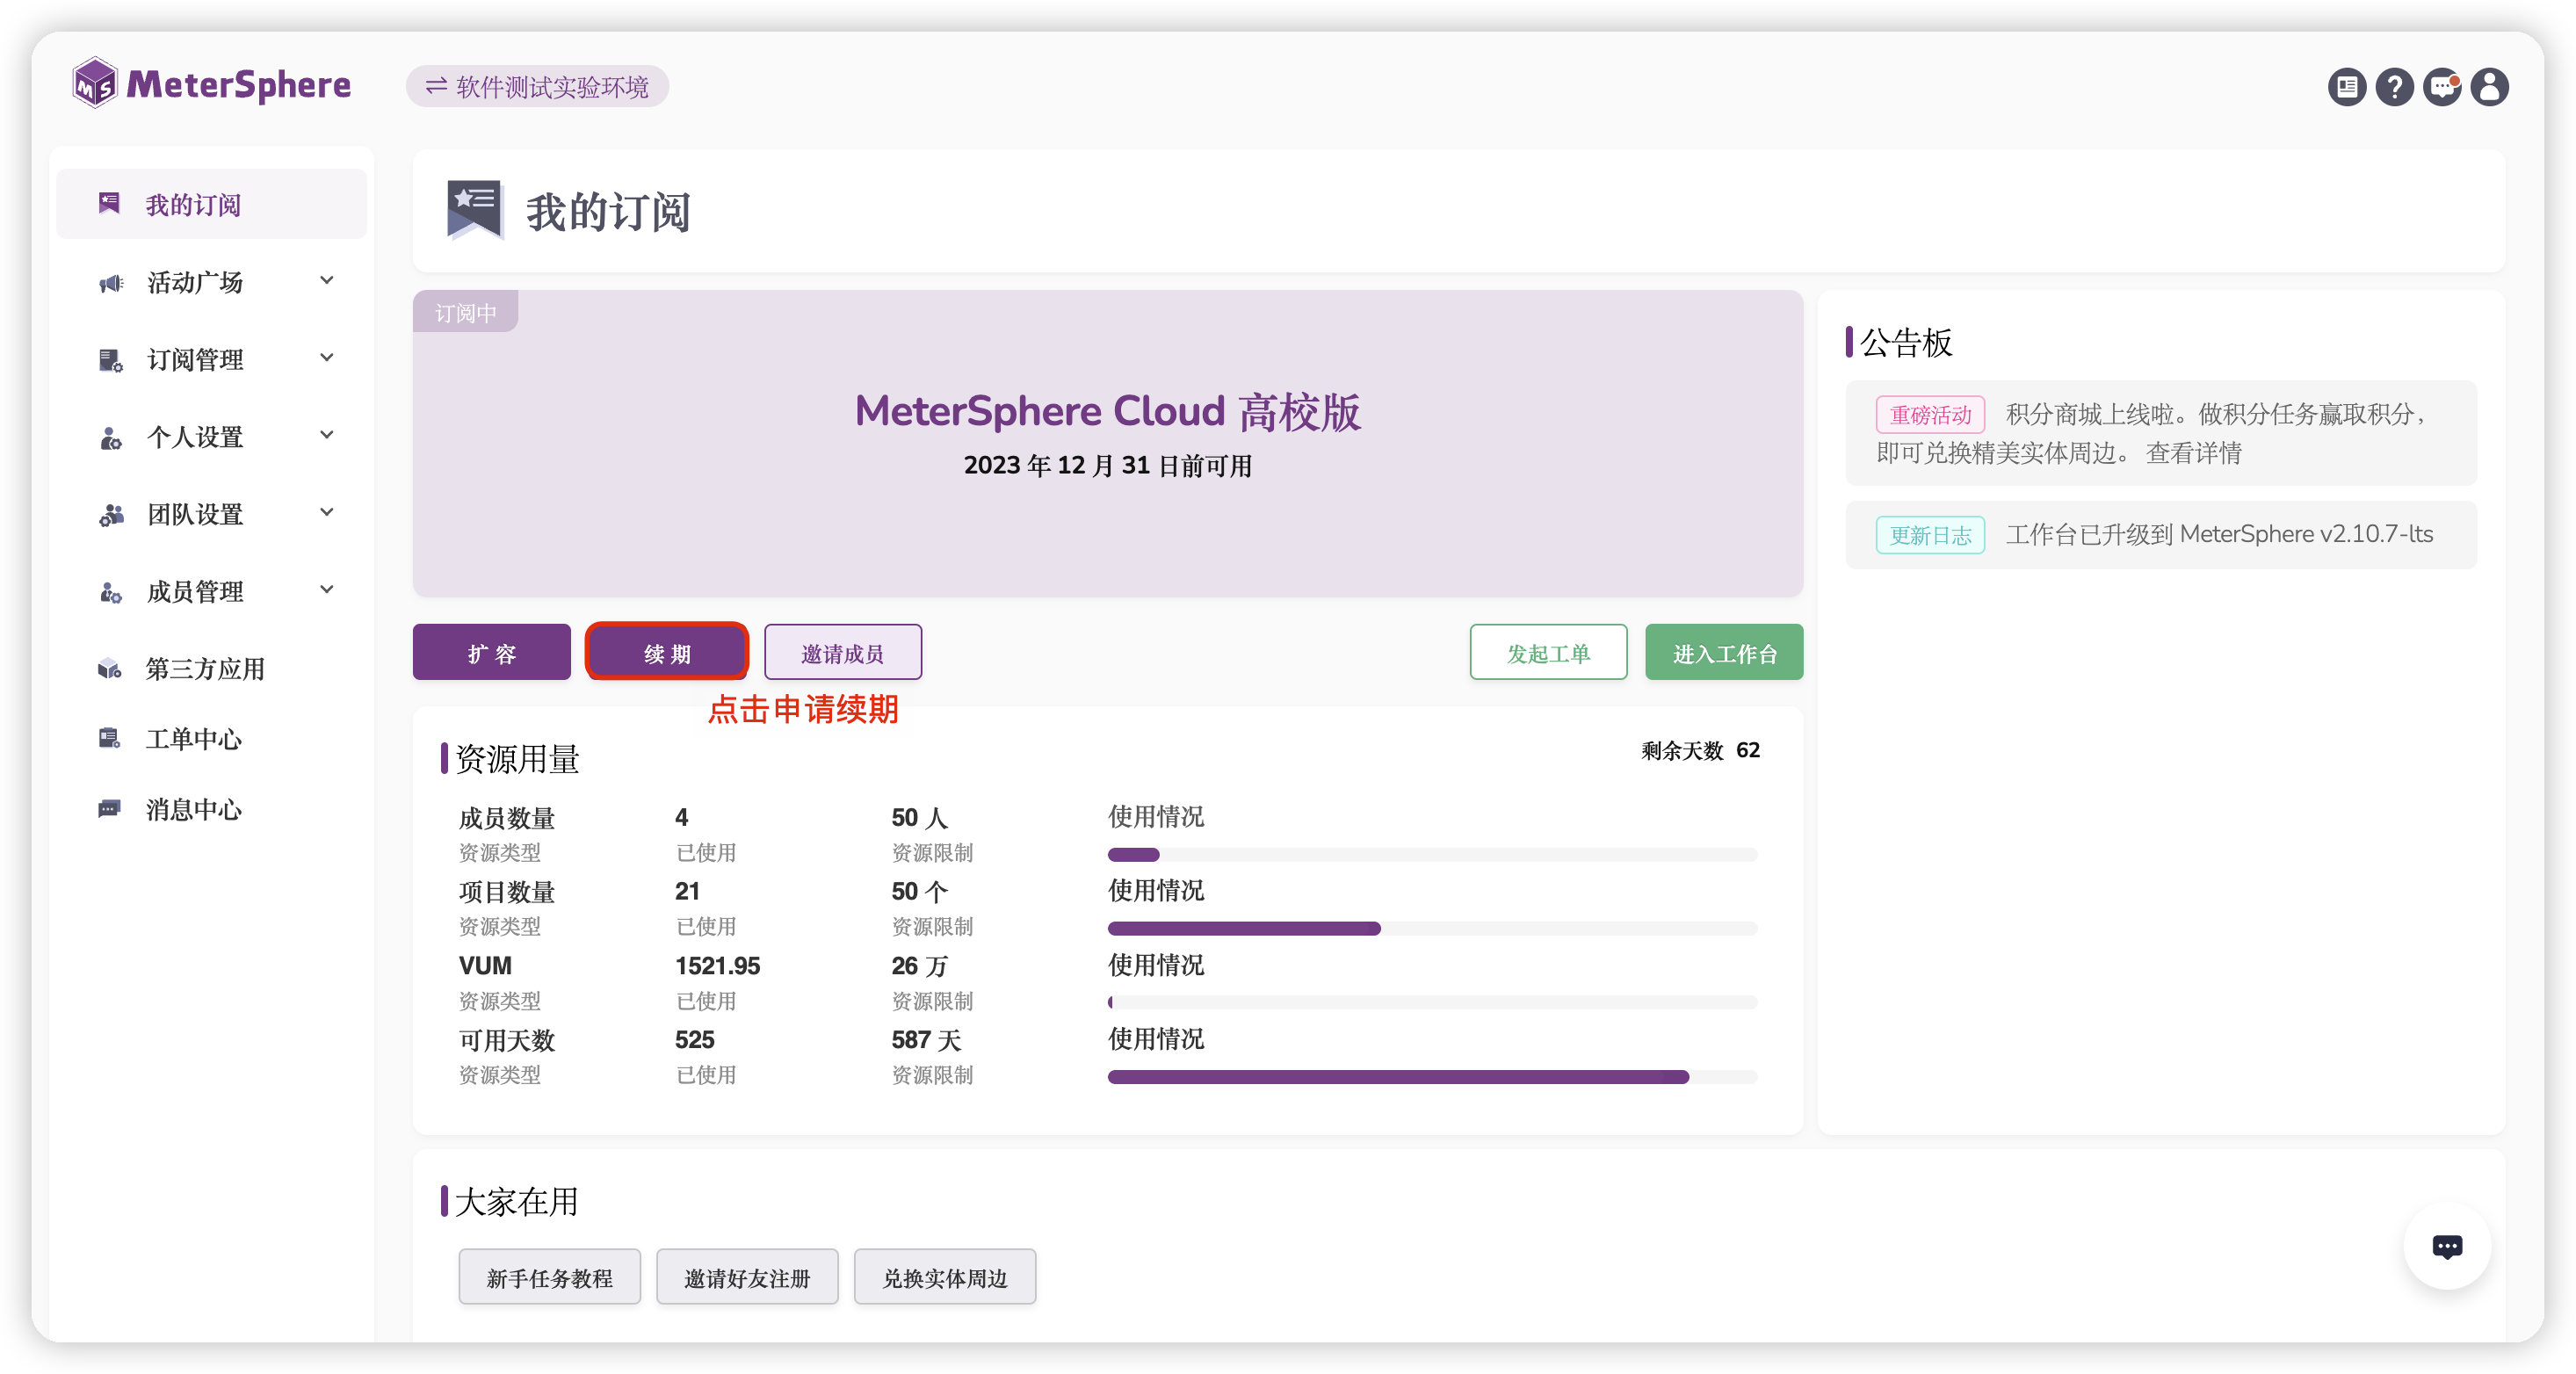 MeterSphere
软件测试实验环境
我的订阅
活动广场
订阅管理
个人设置
团队设置
成员管理
第三方应用
工单中心
消息中心
我的订阅
订阅中
MeterSphere Cloud 高校版
2023 年 12 月 31 日前可用
扩 容
续 期
邀请成员
发起工单
进入工作台
点击申请续期
公告板
重磅活动 积分商城上线啦。做积分任务赢取积分，
即可兑换精美实体周边。 查看详情
更新日志 工作台已升级到 MeterSphere v2.10.7-lts
资源用量
剩余天数 62
成员数量 4 50 人 使用情况
资源类型 已使用 资源限制
项目数量 21 50 个 使用情况
资源类型 已使用 资源限制
VUM 1521.95 26 万 使用情况
资源类型 已使用 资源限制
可用天数 525 587 天 使用情况
资源类型 已使用 资源限制
大家在用
新手任务教程
邀请好友注册
兑换实体周边